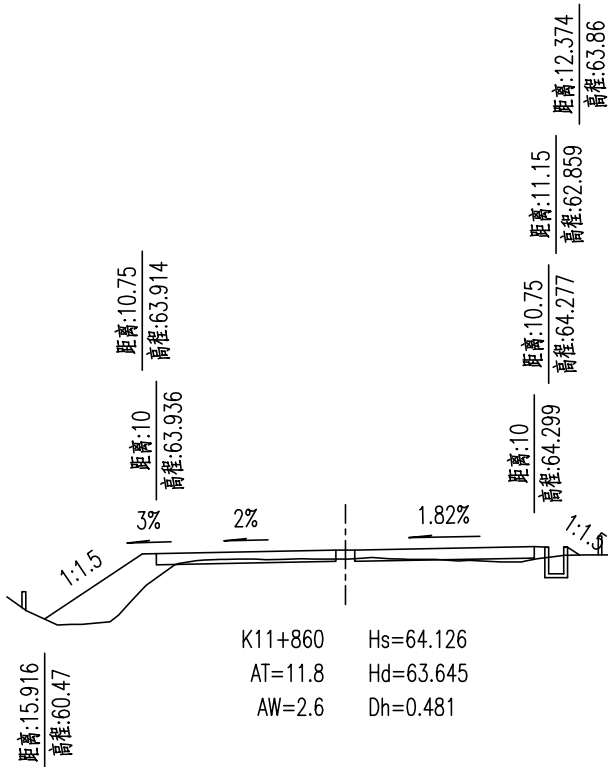 距离:12.374
高程:63.86
距离:11.15
高程:62.859
距离:10.75
高程:63.914
距离:10.75
高程:64.277
距离:10
高程:63.936
距离:10
高程:64.299
3%
2%
1.82%
1:1.5
1:1.5
K11+860 Hs=64.126
AT=11.8 Hd=63.645
AW=2.6 Dh=0.481
距离:15.916
高程:60.47